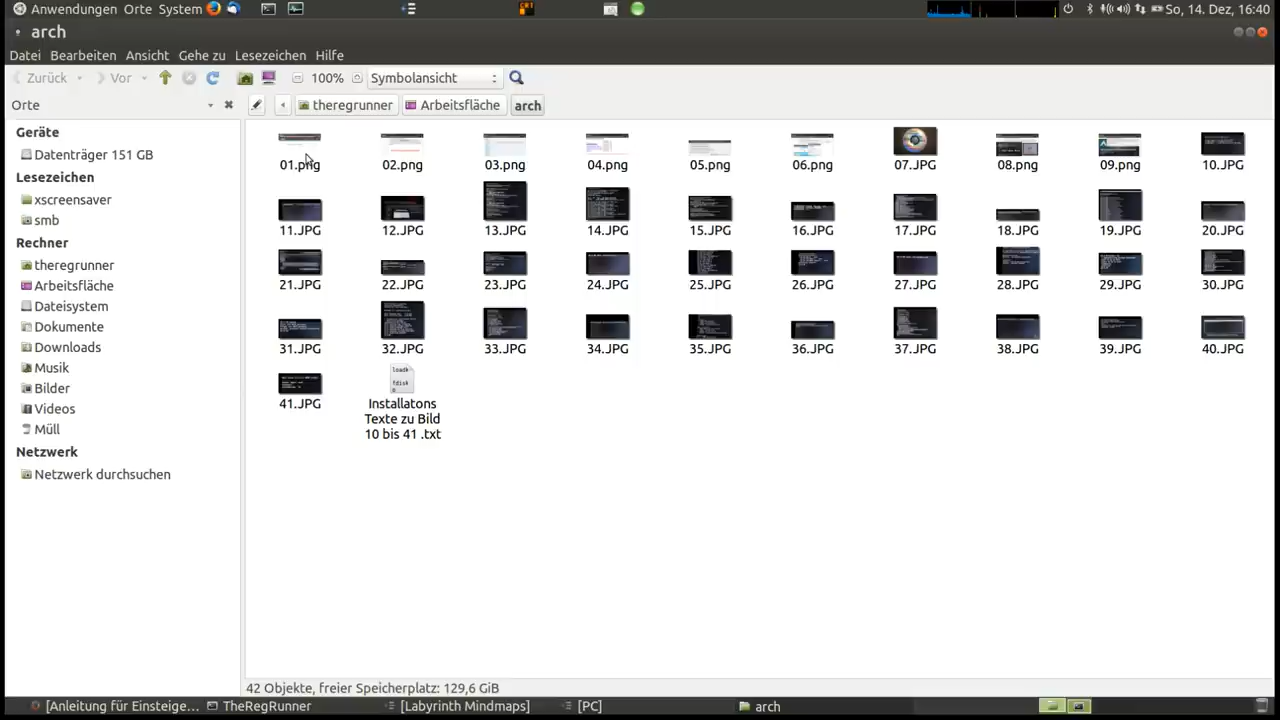 Anwendungen Orte System So, 14. Dez, 16:40
arch
Datei Bearbeiten Ansicht Gehe zu Lesezeichen Hilfe
Zurück Vor 100% Symbolansicht
Orte theregrunner Arbeitsfläche arch
Geräte
Datenträger 151 GB
Lesezeichen
xscreensaver
smb
Rechner
theregrunner
Arbeitsfläche
Dateisystem
Dokumente
Downloads
Musik
Bilder
Videos
Müll
Netzwerk
Netzwerk durchsuchen
01.png 02.png 03.png 04.png 05.png 06.png 07.JPG 08.png 09.png 10.JPG
11.JPG 12.JPG 13.JPG 14.JPG 15.JPG 16.JPG 17.JPG 18.JPG 19.JPG 20.JPG
21.JPG 22.JPG 23.JPG 24.JPG 25.JPG 26.JPG 27.JPG 28.JPG 29.JPG 30.JPG
31.JPG 32.JPG 33.JPG 34.JPG 35.JPG 36.JPG 37.JPG 38.JPG 39.JPG 40.JPG
41.JPG Installatons
Texte zu Bild
10 bis 41 .txt
42 Objekte, freier Speicherplatz: 129,6 GiB
[Anleitung für Einsteige... TheRegRunner [Labyrinth Mindmaps] [PC] arch